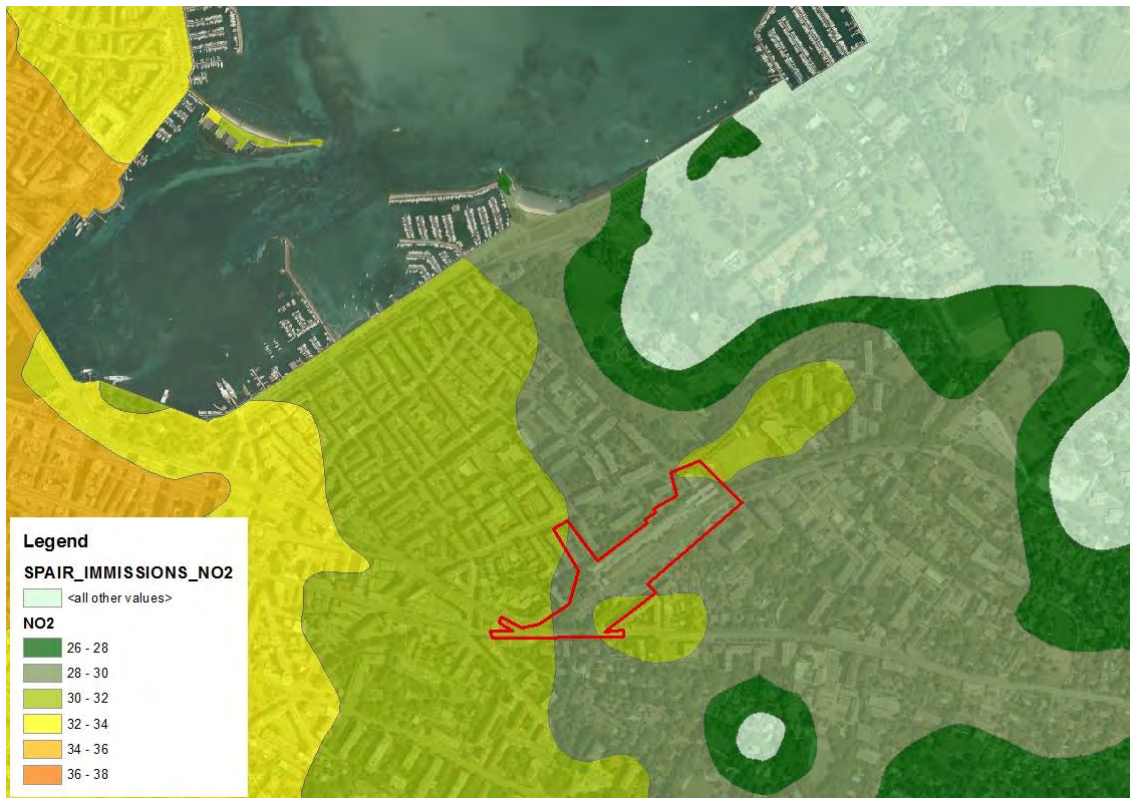 Legend
SPAIR_IMMISSIONS_NO2
<all other values>
NO2
26 - 28
28 - 30
30 - 32
32 - 34
34 - 36
36 - 38